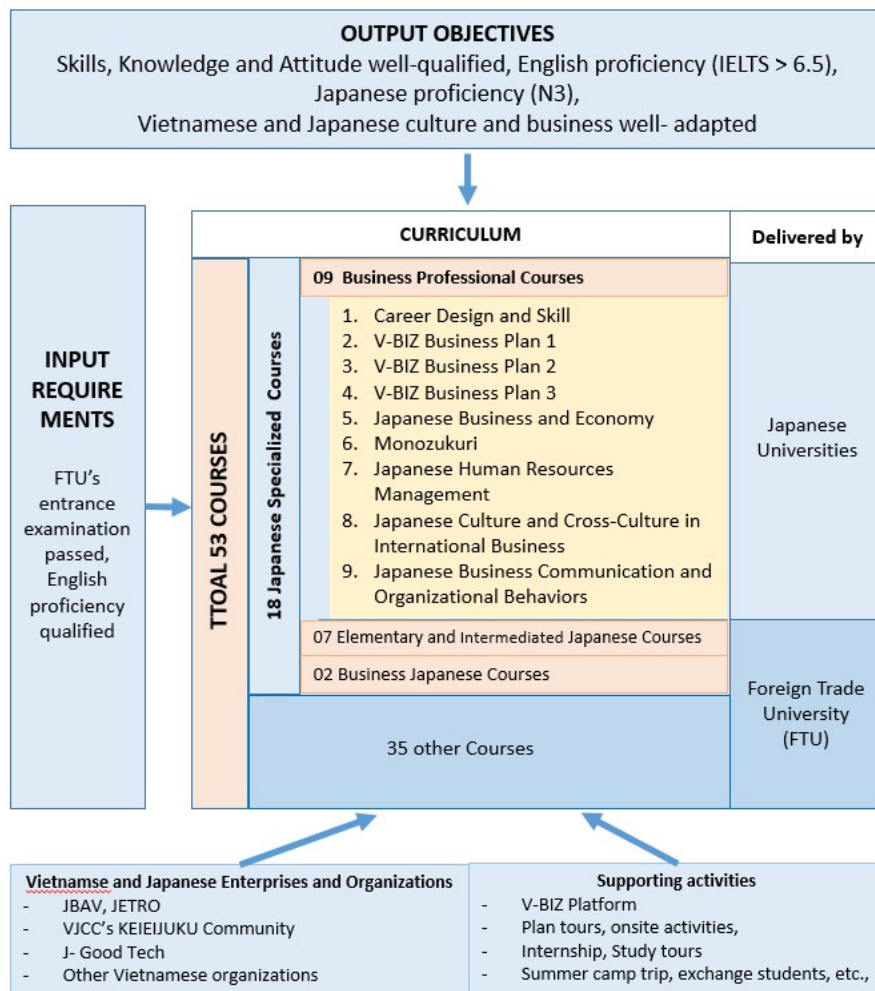 OUTPUT OBJECTIVES
Skills, Knowledge and Attitude well-qualified, English proficiency (IELTS > 6.5),
Japanese proficiency (N3),
Vietnamese and Japanese culture and business well- adapted
INPUT
REQUIRE
MENTS
FTU's
entrance
examination
passed,
English
proficiency
qualified
CURRICULUM
Delivered by
TTOAL 53 COURSES
18 Japanese Specialized Courses
09 Business Professional Courses
1. Career Design and Skill
2. V-BIZ Business Plan 1
3. V-BIZ Business Plan 2
4. V-BIZ Business Plan 3
5. Japanese Business and Economy
6. Monozukuri
7. Japanese Human Resources
Management
8. Japanese Culture and Cross-Culture in
International Business
9. Japanese Business Communication and
Organizational Behaviors
Japanese
Universities
07 Elementary and Intermediated Japanese Courses
02 Business Japanese Courses
35 other Courses
Foreign Trade
University
(FTU)
Vietnamse and Japanese Enterprises and Organizations
- JBAV, JETRO
- VJCC's KEIEIJUKU Community
- J- Good Tech
- Other Vietnamese organizations
Supporting activities
- V-BIZ Platform
- Plan tours, onsite activities,
- Internship, Study tours
- Summer camp trip, exchange students, etc.,